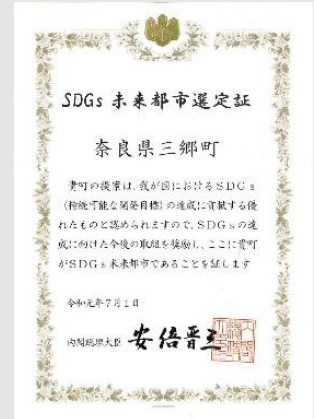 SDGs 未来都市選定証
奈良県三郷町
貴町の提案は、我が国におけるSDGs
(持続可能な開発目標)の達成に貢献する優
れたものと認められますので、SDGsの達
成に向けた今後の取組を奨励し、ここに貴町
がSDGs未来都市であることを証します
令和元年7月1日
内閣総理大臣 安倍晋三